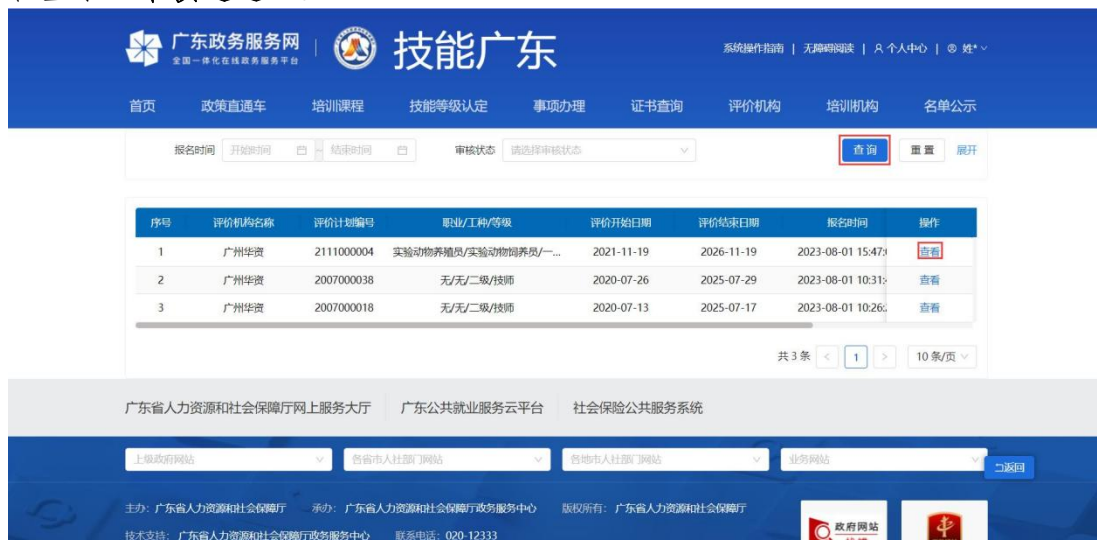 广东政务服务网
全国一体化在线政务服务平台
技能广东
系统操作指南 | 无障碍阅读 | 个人中心 | 姓*
首页 政策直通车 培训课程 技能等级认定 事项办理 证书查询 评价机构 培训机构 名单公示
报名时间 开始时间 - 结束时间 审核状态 请选择审核状态 查询 重置 展开
序号 评价机构名称 评价计划编号 职业/工种/等级 评价开始日期 评价结束日期 报名时间 操作
1 广州华资 2111000004 实验动物养殖员/实验动物饲养员/一... 2021-11-19 2026-11-19 2023-08-01 15:47: 查看
2 广州华资 2007000038 无/无/二级/技师 2020-07-26 2025-07-29 2023-08-01 10:31: 查看
3 广州华资 2007000018 无/无/二级/技师 2020-07-13 2025-07-17 2023-08-01 10:26: 查看
共 3 条 < 1 > 10 条/页
广东省人力资源和社会保障厅网上服务大厅 广东公共就业服务云平台 社会保险公共服务系统
上级政府网站 各省市人社部门网站 各地市人社部门网站 业务网站 返回
主办：广东省人力资源和社会保障厅 承办：广东省人力资源和社会保障厅政务服务中心 版权所有：广东省人力资源和社会保障厅
政府网站
技术支持：广东省人力资源和社会保障厅政务服务中心 联系电话：020-12333